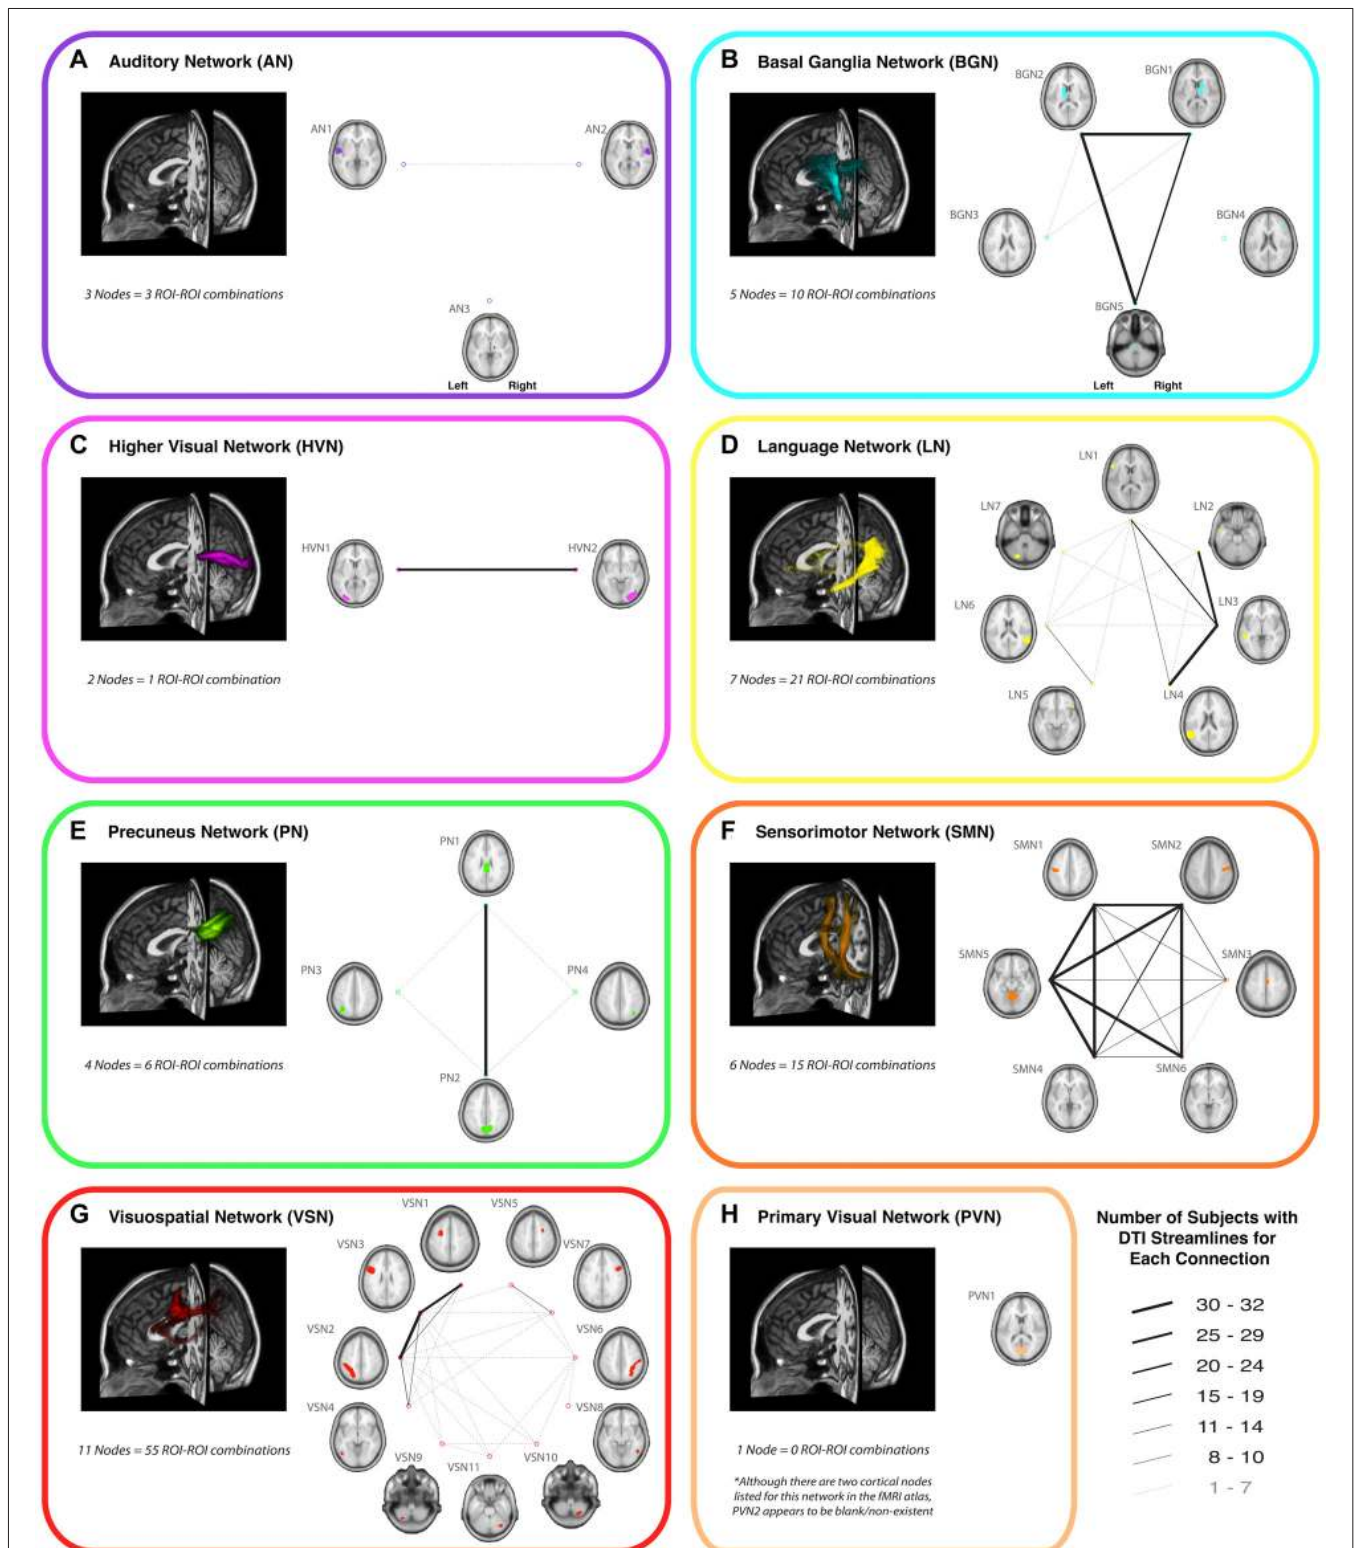 A Auditory Network (AN)
AN1
AN2
3 Nodes = 3 ROI-ROI combinations
AN3
Left Right
B Basal Ganglia Network (BGN)
BGN2
BGN1
BGN3
BGN4
5 Nodes = 10 ROI-ROI combinations
BGN5
Left Right
C Higher Visual Network (HVN)
HVN1
HVN2
2 Nodes = 1 ROI-ROI combination
D Language Network (LN)
LN1
LN7
LN2
LN6
LN3
7 Nodes = 21 ROI-ROI combinations
LN5
LN4
E Precuneus Network (PN)
PN1
PN3
PN4
4 Nodes = 6 ROI-ROI combinations
PN2
F Sensorimotor Network (SMN)
SMN1
SMN2
SMN5
SMN3
6 Nodes = 15 ROI-ROI combinations
SMN4
SMN6
G Visuospatial Network (VSN)
VSN1
VSN5
VSN3
VSN7
VSN2
VSN6
VSN4
VSN8
11 Nodes = 55 ROI-ROI combinations
VSN9
VSN11
VSN10
H Primary Visual Network (PVN)
PVN1
1 Node = 0 ROI-ROI combinations
*Although there are two cortical nodes
listed for this network in the fMRI atlas,
PVN2 appears to be blank/non-existent
Number of Subjects with
DTI Streamlines for
Each Connection
30 - 32
25 - 29
20 - 24
15 - 19
11 - 14
8 - 10
1 - 7